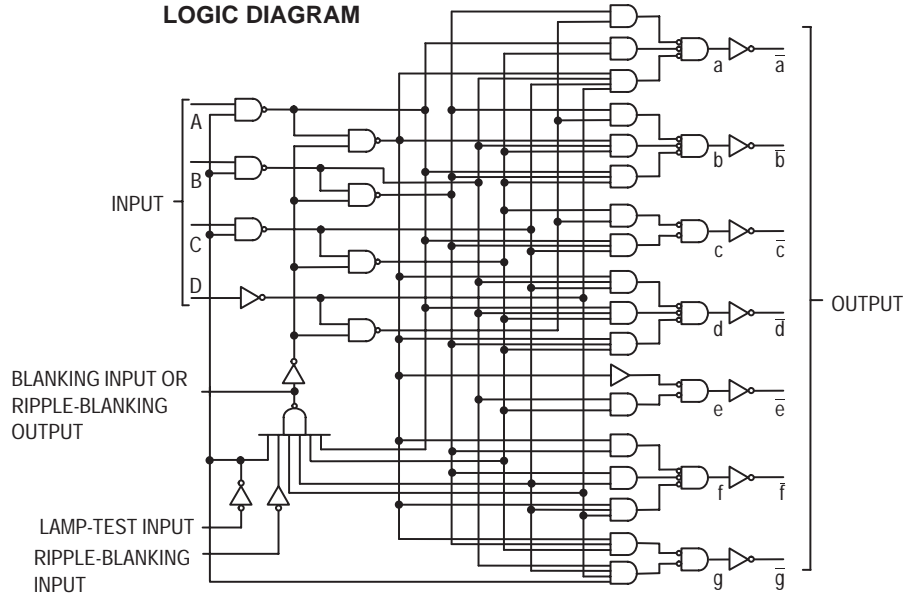 LOGIC DIAGRAM
a
a̅
A
B
b
b̅
INPUT
C
c
c̅
D
OUTPUT
d
d̅
BLANKING INPUT OR
RIPPLE-BLANKING
OUTPUT
e
e̅
f
f̅
LAMP-TEST INPUT
RIPPLE-BLANKING
INPUT
g
g̅